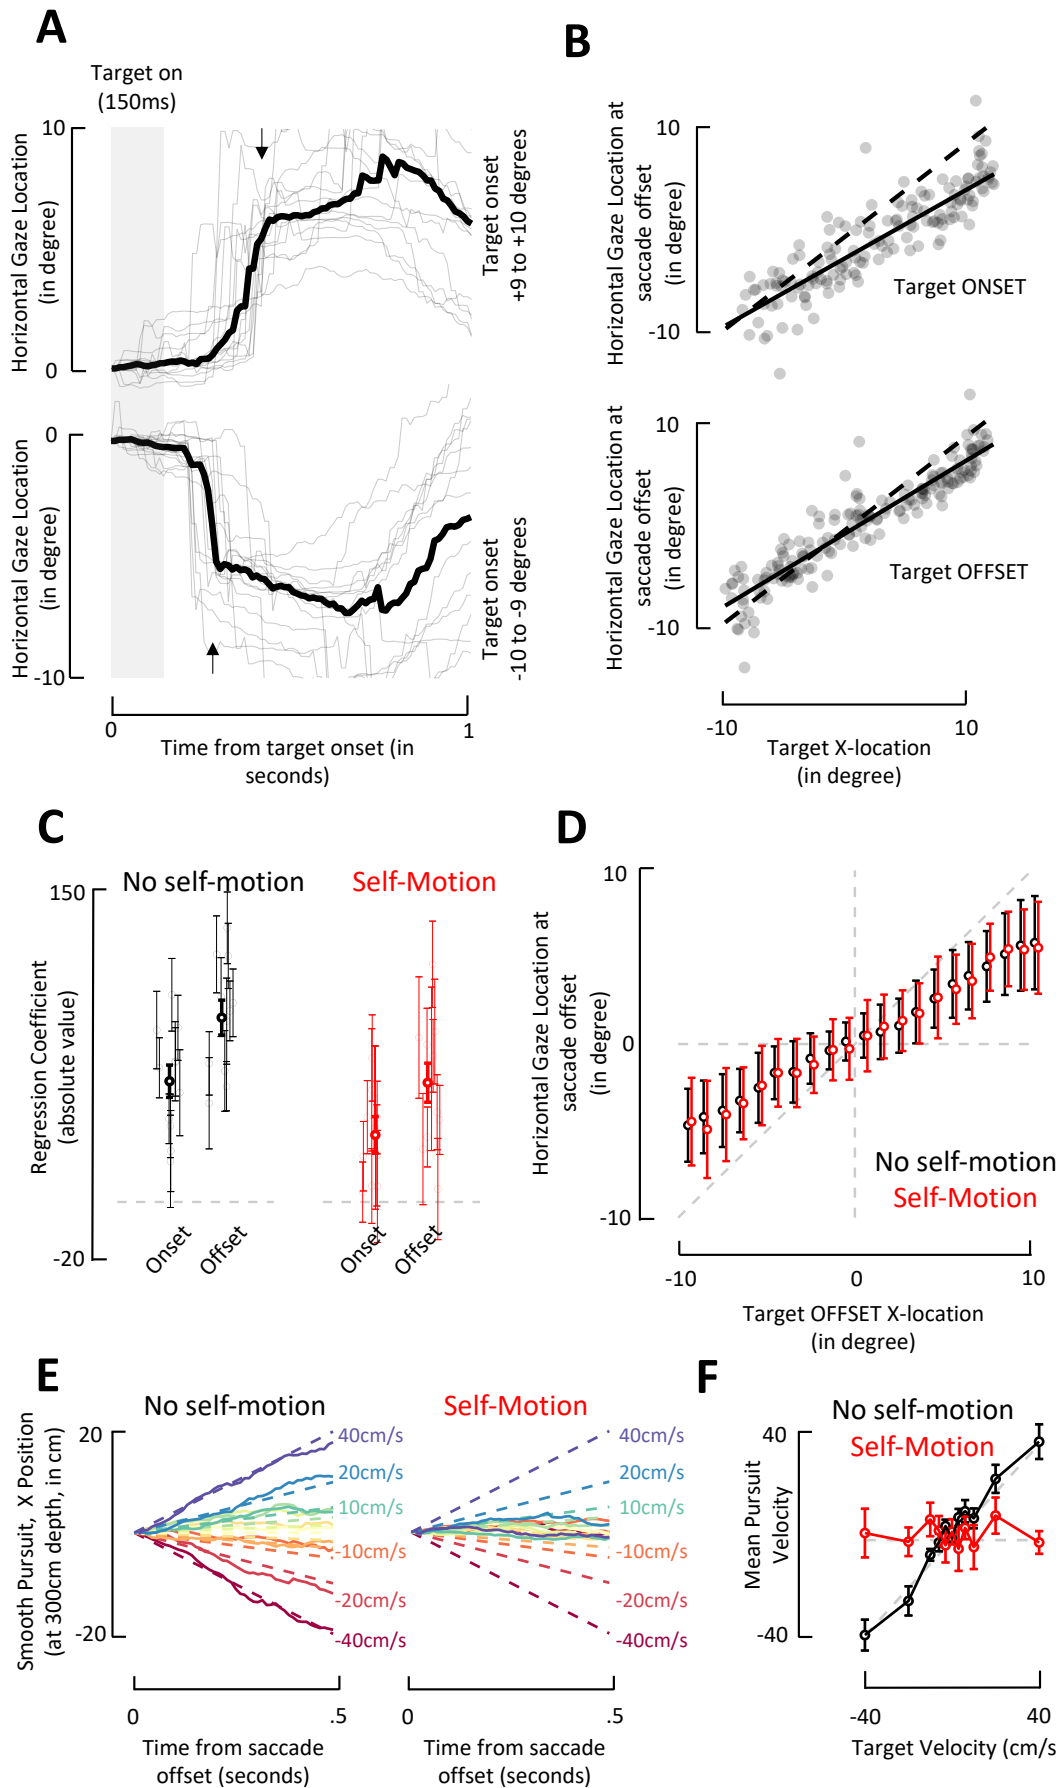 A
Target on
(150ms)
Horizontal Gaze Location
(in degree)
10
0
Target onset
+9 to +10 degrees
Horizontal Gaze Location
(in degree)
0
-10
Target onset
-10 to -9 degrees
0
1
Time from target onset (in
seconds)
B
Horizontal Gaze Location at
saccade offset
(in degree)
10
-10
Target ONSET
Horizontal Gaze Location at
saccade offset
(in degree)
10
-10
Target OFFSET
-10
10
Target X-location
(in degree)
C
Regression Coefficient
(absolute value)
150
-20
No self-motion
Self-Motion
Onset
Offset
Onset
Offset
D
Horizontal Gaze Location at
saccade offset
(in degree)
10
0
-10
No self-motion
Self-Motion
-10
0
10
Target OFFSET X-location
(in degree)
E
Smooth Pursuit, X Position
(at 300cm depth, in cm)
20
-20
No self-motion
40cm/s
20cm/s
10cm/s
-10cm/s
-20cm/s
-40cm/s
0
.5
Time from saccade
offset (seconds)
Self-Motion
40cm/s
20cm/s
10cm/s
-10cm/s
-20cm/s
-40cm/s
0
.5
Time from saccade
offset (seconds)
F
No self-motion
Self-Motion
Mean Pursuit
Velocity
40
-40
-40
40
Target Velocity (cm/s